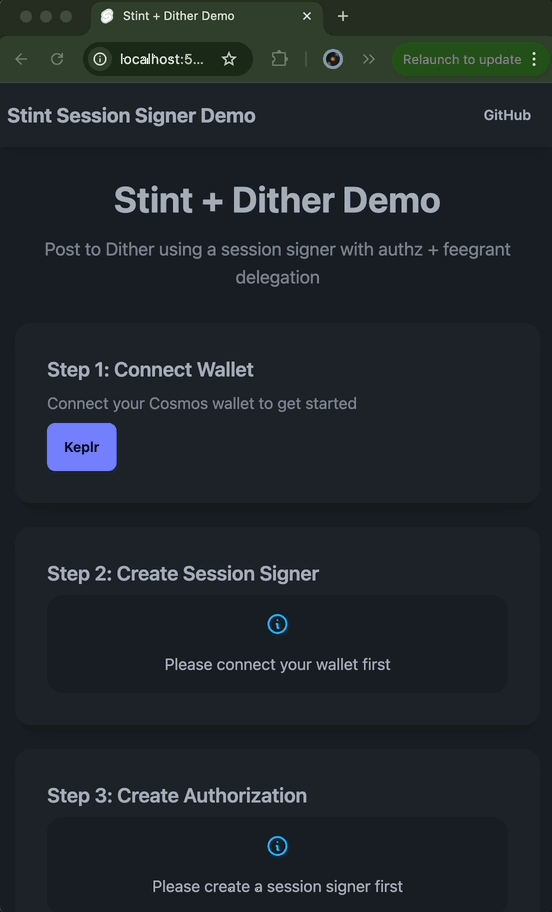 Stint + Dither Demo
localhost:5...
Relaunch to update
Stint Session Signer Demo
GitHub
Stint + Dither Demo
Post to Dither using a session signer with authz + feegrant
delegation
Step 1: Connect Wallet
Connect your Cosmos wallet to get started
Keplr
Step 2: Create Session Signer
Please connect your wallet first
Step 3: Create Authorization
Please create a session signer first